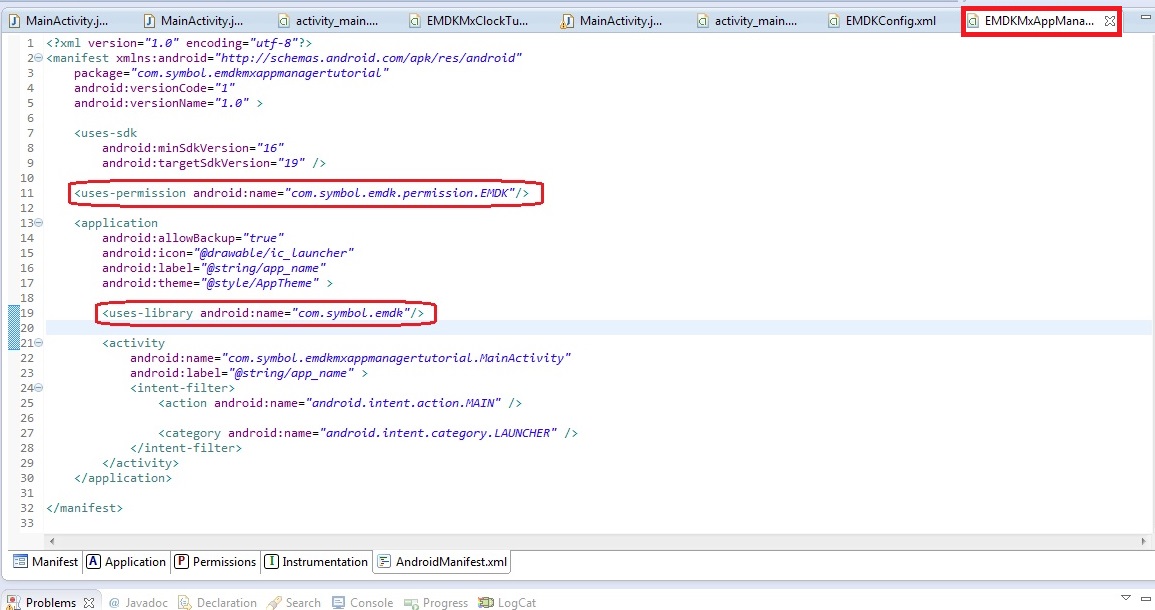 MainActivity.j... MainActivity.j... activity_main.... EMDKMxClockTu... MainActivity.j... activity_main.... EMDKConfig.xml EMDKMxAppMana...
1 <?xml version="1.0" encoding="utf-8"?>
2 <manifest xmlns:android="http://schemas.android.com/apk/res/android"
3 package="com.symbol.emdkmxappmanagertutorial"
4 android:versionCode="1"
5 android:versionName="1.0" >
6
7 <uses-sdk
8 android:minSdkVersion="16"
9 android:targetSdkVersion="19" />
10
11 <uses-permission android:name="com.symbol.emdk.permission.EMDK"/>
12
13 <application
14 android:allowBackup="true"
15 android:icon="@drawable/ic_launcher"
16 android:label="@string/app_name"
17 android:theme="@style/AppTheme" >
18
19 <uses-library android:name="com.symbol.emdk"/>
20
21 <activity
22 android:name="com.symbol.emdkmxappmanagertutorial.MainActivity"
23 android:label="@string/app_name" >
24 <intent-filter>
25 <action android:name="android.intent.action.MAIN" />
26
27 <category android:name="android.intent.category.LAUNCHER" />
28 </intent-filter>
29 </activity>
30 </application>
31
32 </manifest>
33
Manifest A Application P Permissions I Instrumentation AndroidManifest.xml
Problems @ Javadoc Declaration Search Console Progress LogCat